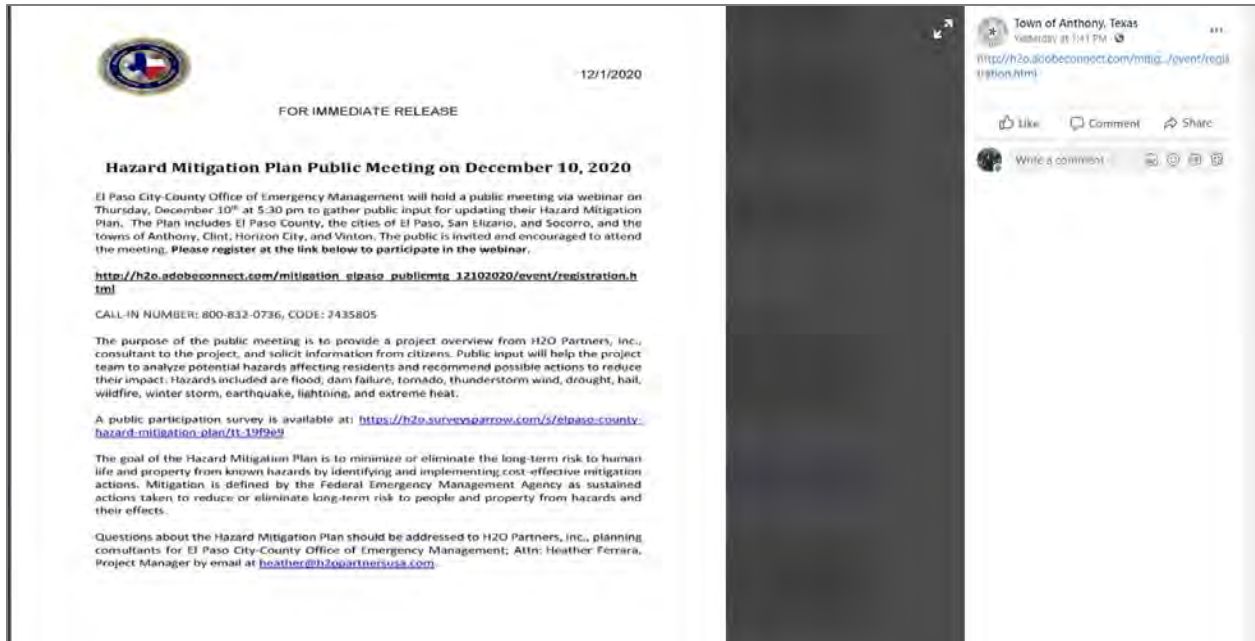 12/1/2020
FOR IMMEDIATE RELEASE
Hazard Mitigation Plan Public Meeting on December 10, 2020
El Paso City-County Office of Emergency Management will hold a public meeting via webinar on
Thursday, December 10th at 5:30 pm to gather public input for updating their Hazard Mitigation
Plan. The Plan includes El Paso County, the cities of El Paso, San Elizario, and Socorro, and the
towns of Anthony, Clint, Horizon City, and Vinton. The public is invited and encouraged to attend
the meeting. Please register at the link below to participate in the webinar.
http://h2o.adobeconnect.com/mitigation_elpaso_publicmtg_12102020/event/registration.h
tml
CALL-IN NUMBER: 800-832-0736, CODE: 7435805
The purpose of the public meeting is to provide a project overview from H2O Partners, Inc.,
consultant to the project, and solicit information from citizens. Public input will help the project
team to analyze potential hazards affecting residents and recommend possible actions to reduce
their impact. Hazards included are flood, dam failure, tornado, thunderstorm wind, drought, hail,
wildfire, winter storm, earthquake, lightning, and extreme heat.
A public participation survey is available at: https://h2o.surveysparrow.com/s/elpaso-county-
hazard-mitigation-plan/tt-19f9e9
The goal of the Hazard Mitigation Plan is to minimize or eliminate the long-term risk to human
life and property from known hazards by identifying and implementing cost-effective mitigation
actions. Mitigation is defined by the Federal Emergency Management Agency as sustained
actions taken to reduce or eliminate long-term risk to people and property from hazards and
their effects.
Questions about the Hazard Mitigation Plan should be addressed to H2O Partners, Inc., planning
consultants for El Paso City-County Office of Emergency Management; Attn: Heather Ferrara,
Project Manager by email at heather@h2opartnersusa.com.
Town of Anthony, Texas
Yesterday at 1:41 PM
http://h2o.adobeconnect.com/mitig.../event/regis
tration.html
Like Comment Share
Write a comment